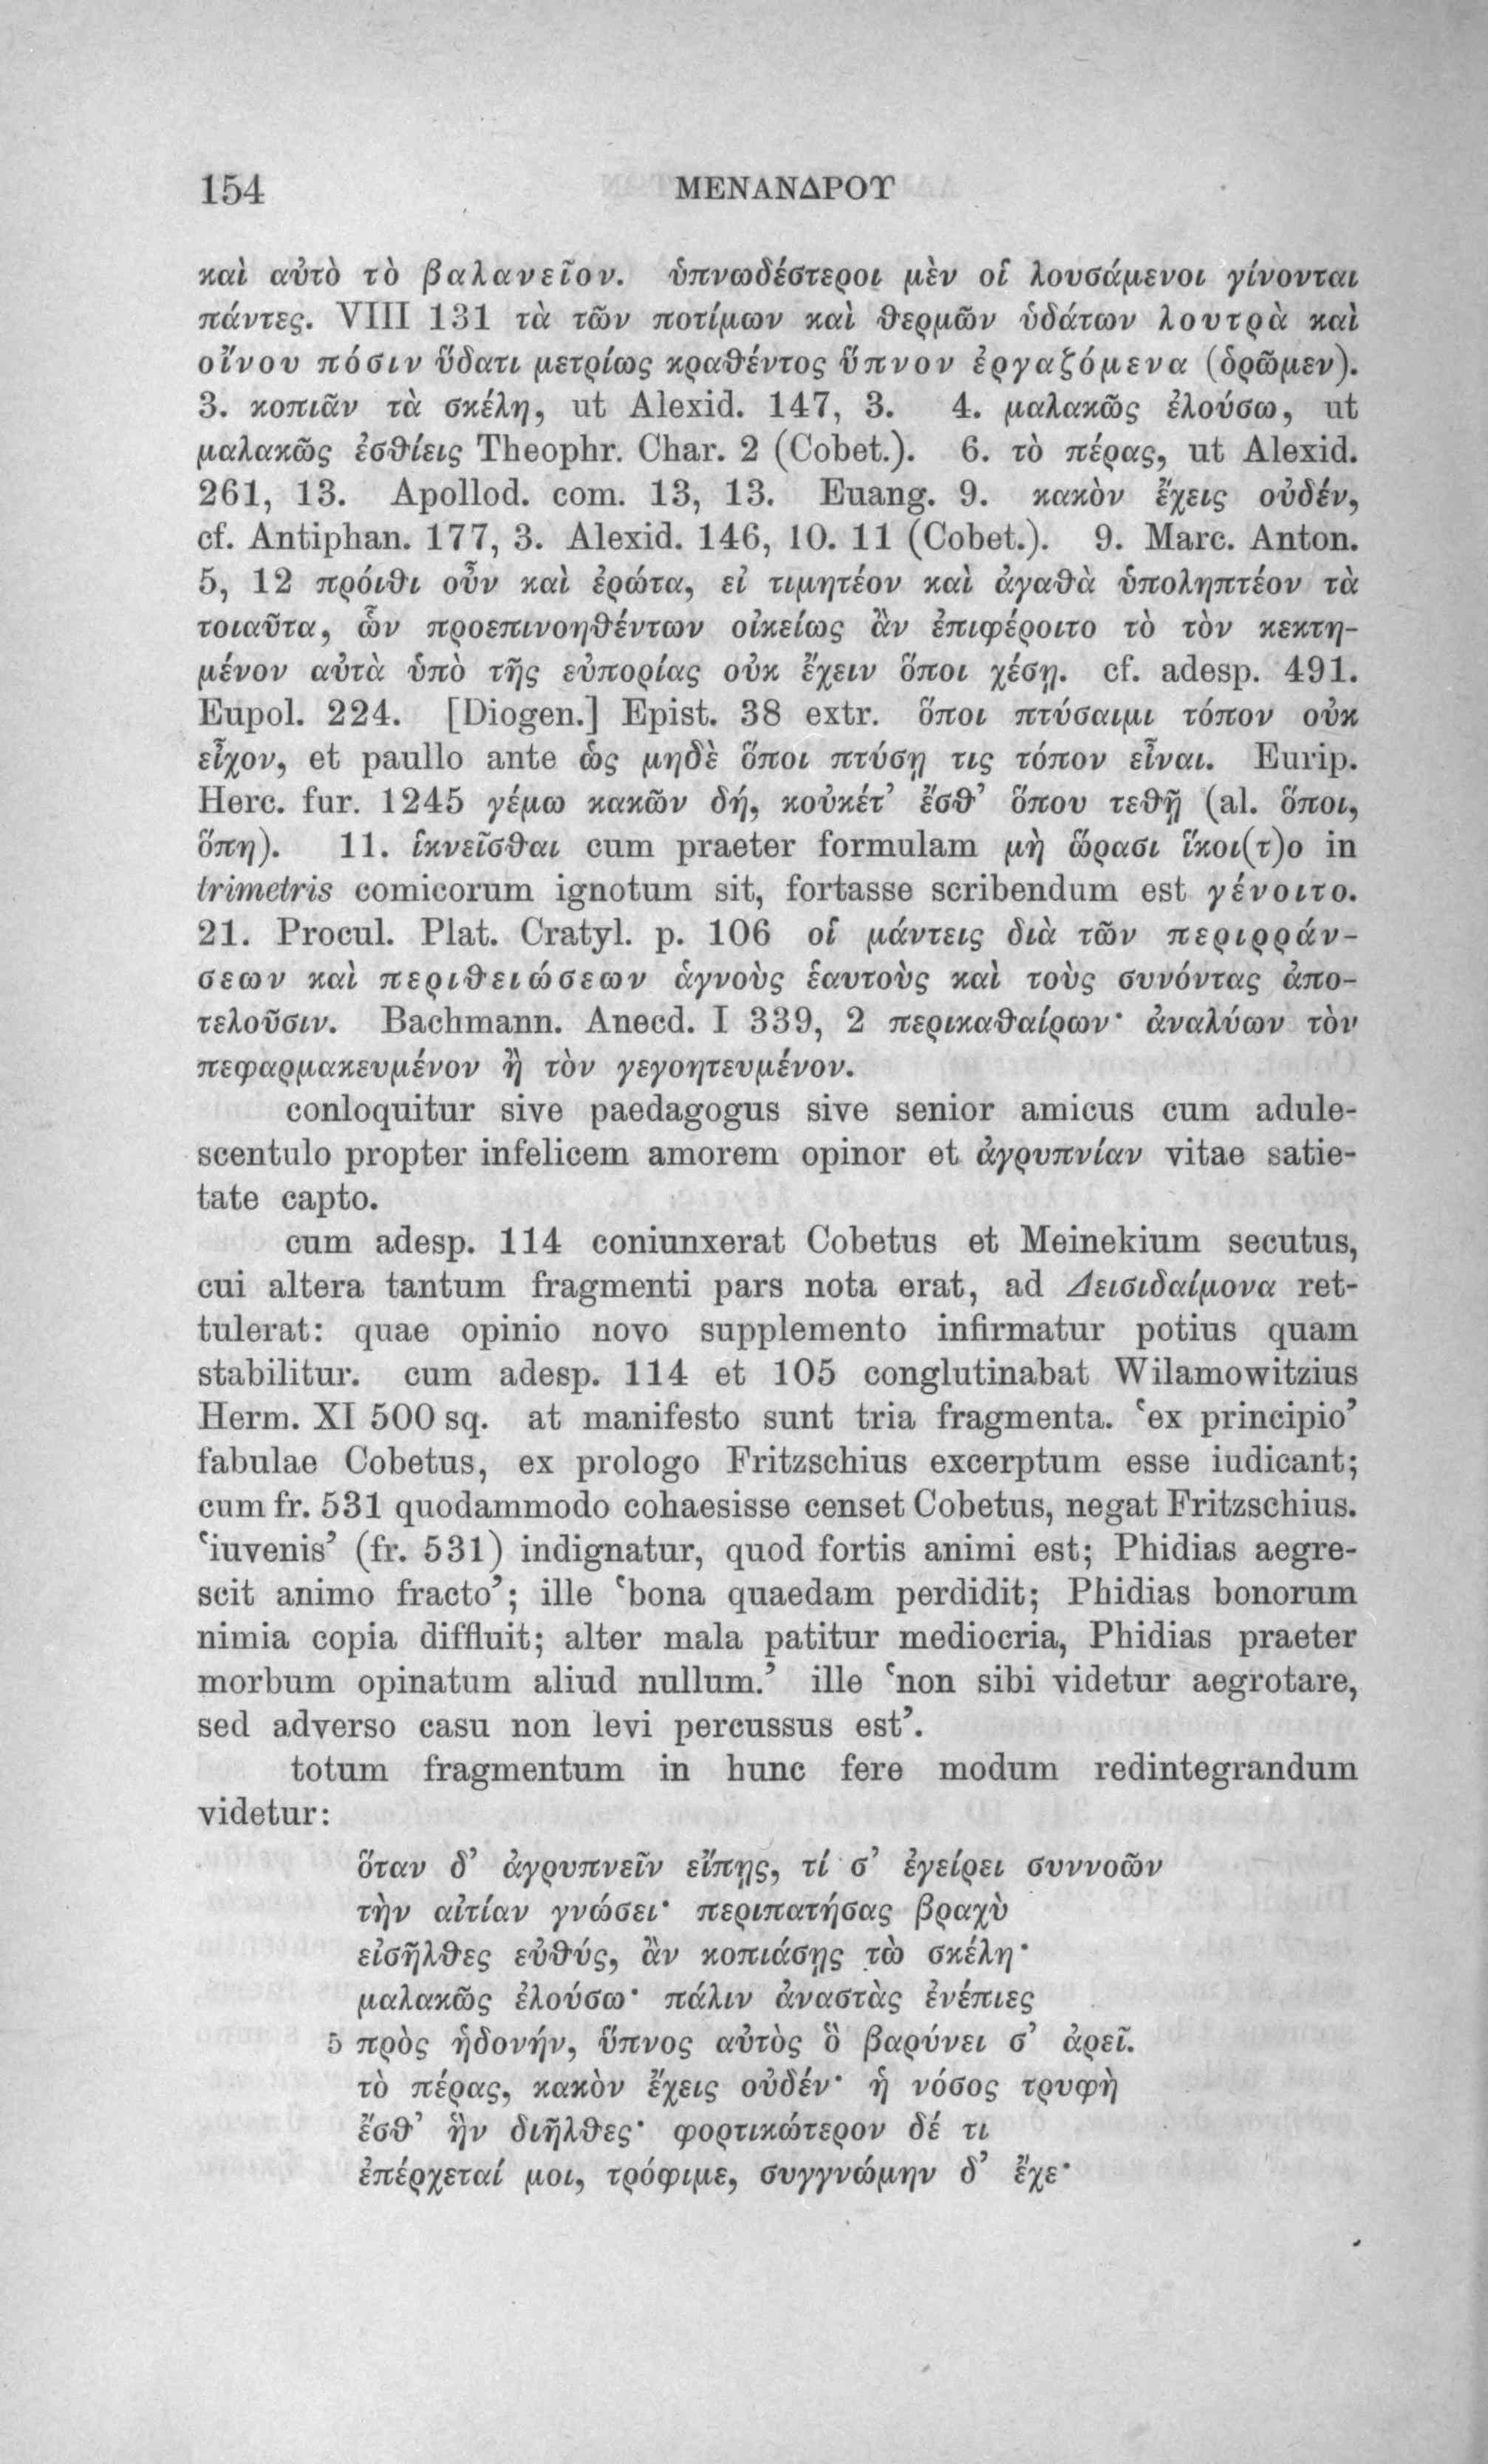 154 ΜΕΝΑΝΔΡΟΥ
καὶ αὐτὸ τὸ βαλανεῖον. ὑπνωδέστεροι μὲν οἱ λουσάμενοι γίνονται
πάντες. VIII 131 τὰ τῶν ποτίμων καὶ θερμῶν ὑδάτων λουτρὰ καὶ
οἴνου πόσιν ὕδατι μετρίως κραθέντος ὕπνον ἐργαζόμενα (ὁρῶμεν).
3. κοπιᾶν τὰ σκέλη, ut Alexid. 147, 3. 4. μαλακῶς ἐλούσω, ut
μαλακῶς ἐσθίεις Theophr. Char. 2 (Cobet.). 6. τὸ πέρας, ut Alexid.
261, 13. Apollod. com. 13, 13. Euang. 9. κακὸν ἔχεις οὐδέν,
cf. Antiphan. 177, 3. Alexid. 146, 10. 11 (Cobet.). 9. Marc. Anton.
5, 12 πρόιθι οὖν καὶ ἐρώτα, εἰ τιμητέον καὶ ἀγαθὰ ὑποληπτέον τὰ
τοιαῦτα, ὧν προεπινοηθέντων οἰκείως ἂν ἐπιφέροιτο τὸ τὸν κεκτη-
μένον αὐτὰ ὑπὸ τῆς εὐπορίας οὐκ ἔχειν ὅποι χέσῃ. cf. adesp. 491.
Eupol. 224. [Diogen.] Epist. 38 extr. ὅποι πτύσαιμι τόπον οὐκ
εἶχον, et paullo ante ὡς μηδὲ ὅποι πτύσῃ τις τόπον εἶναι. Eurip.
Herc. fur. 1245 γέμω κακῶν δή, κοὐκέτ’ ἔσθ’ ὅπου τεθῇ (al. ὅποι,
ὅπη). 11. ἱκνεῖσθαι cum praeter formulam μὴ ὥρασι ἵκοι(τ)ο in
trimetris comicorum ignotum sit, fortasse scribendum est γένοιτο.
21. Procul. Plat. Cratyl. p. 106 οἱ μάντεις διὰ τῶν περιρράν-
σεων καὶ περιθειώσεων ἁγνοὺς ἑαυτοὺς καὶ τοὺς συνόντας ἀπο-
τελοῦσιν. Bachmann. Anecd. I 339, 2 περικαθαίρων· ἀναλύων τὸν
πεφαρμακευμένον ἢ τὸν γεγοητευμένον.
conloquitur sive paedagogus sive senior amicus cum adule-
scentulo propter infelicem amorem opinor et ἀγρυπνίαν vitae satie-
tate capto.
cum adesp. 114 coniunxerat Cobetus et Meinekium secutus,
cui altera tantum fragmenti pars nota erat, ad Δεισιδαίμονα ret-
tulerat: quae opinio novo supplemento infirmatur potius quam
stabilitur. cum adesp. 114 et 105 conglutinabat Wilamowitzius
Herm. XI 500 sq. at manifesto sunt tria fragmenta. ‘ex principio’
fabulae Cobetus, ex prologo Fritzschius excerptum esse iudicant;
cum fr. 531 quodammodo cohaesisse censet Cobetus, negat Fritzschius.
‘iuvenis’ (fr. 531) indignatur, quod fortis animi est; Phidias aegre-
scit animo fracto’; ille ‘bona quaedam perdidit; Phidias bonorum
nimia copia diffluit; alter mala patitur mediocria, Phidias praeter
morbum opinatum aliud nullum.’ ille ‘non sibi videtur aegrotare,
sed adverso casu non levi percussus est’.
totum fragmentum in hunc fere modum redintegrandum
videtur:
ὅταν δ’ ἀγρυπνεῖν εἴπῃς, τί σ’ ἐγείρει συννοῶν
τὴν αἰτίαν γνώσει· περιπατήσας βραχὺ
εἰσῆλθες εὐθύς, ἂν κοπιάσῃς τὼ σκέλη·
μαλακῶς ἐλούσω· πάλιν ἀναστὰς ἐνέπιες
5 πρὸς ἡδονήν, ὕπνος αὐτὸς ὃ βαρύνει σ’ ἀρεῖ.
τὸ πέρας, κακὸν ἔχεις οὐδέν· ἡ νόσος τρυφὴ
ἔσθ’ ἣν διῆλθες· φορτικώτερον δέ τι
ἐπέρχεταί μοι, τρόφιμε, συγγνώμην δ’ ἔχε·